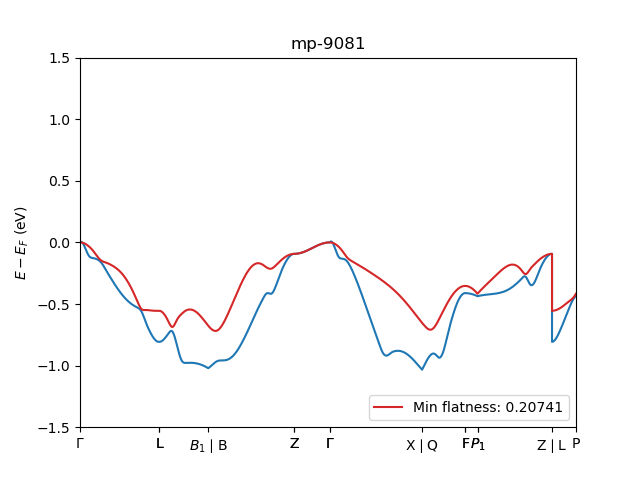 mp-9081
1.5
1.0
0.5
0.0
−0.5
−1.0
−1.5
E − E_F (eV)
Min flatness: 0.20741
Γ L B₁ | B Z Γ X | Q F P₁ Z | L P